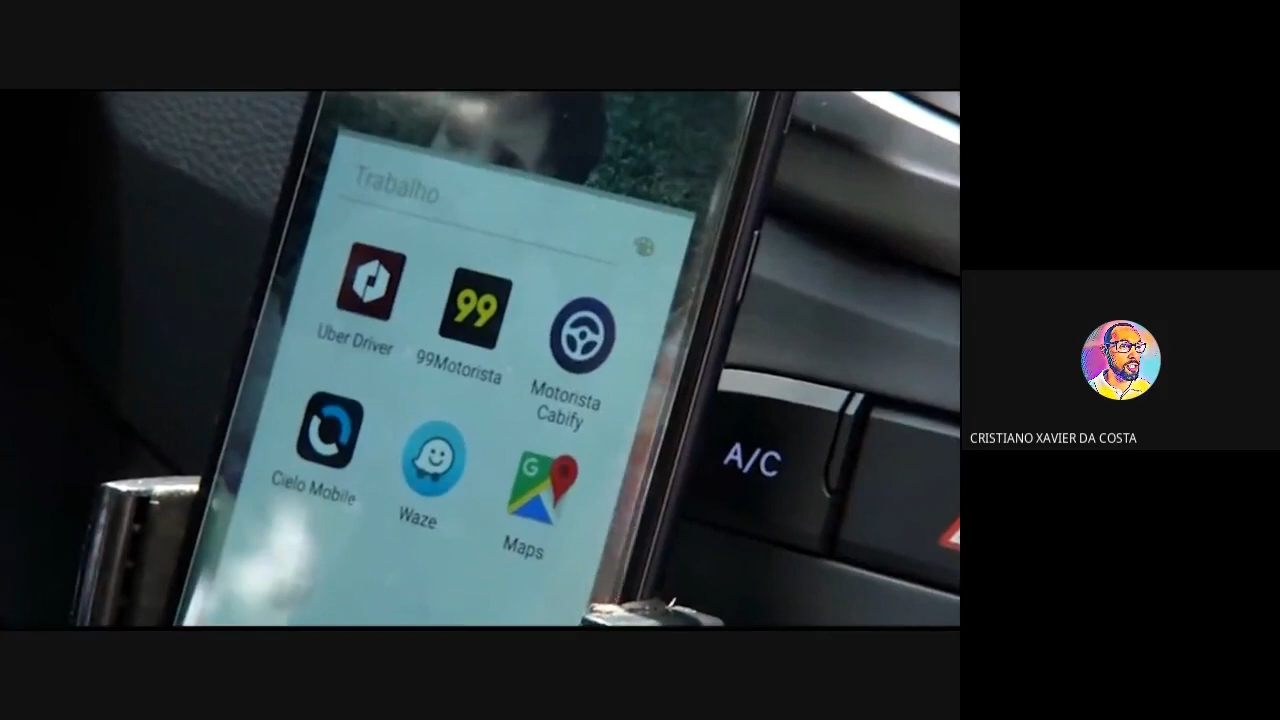 Trabalho
Uber Driver
99
99Motorista
Motorista
Cabify
Cielo Mobile
Waze
G
Maps
A/C
CRISTIANO XAVIER DA COSTA